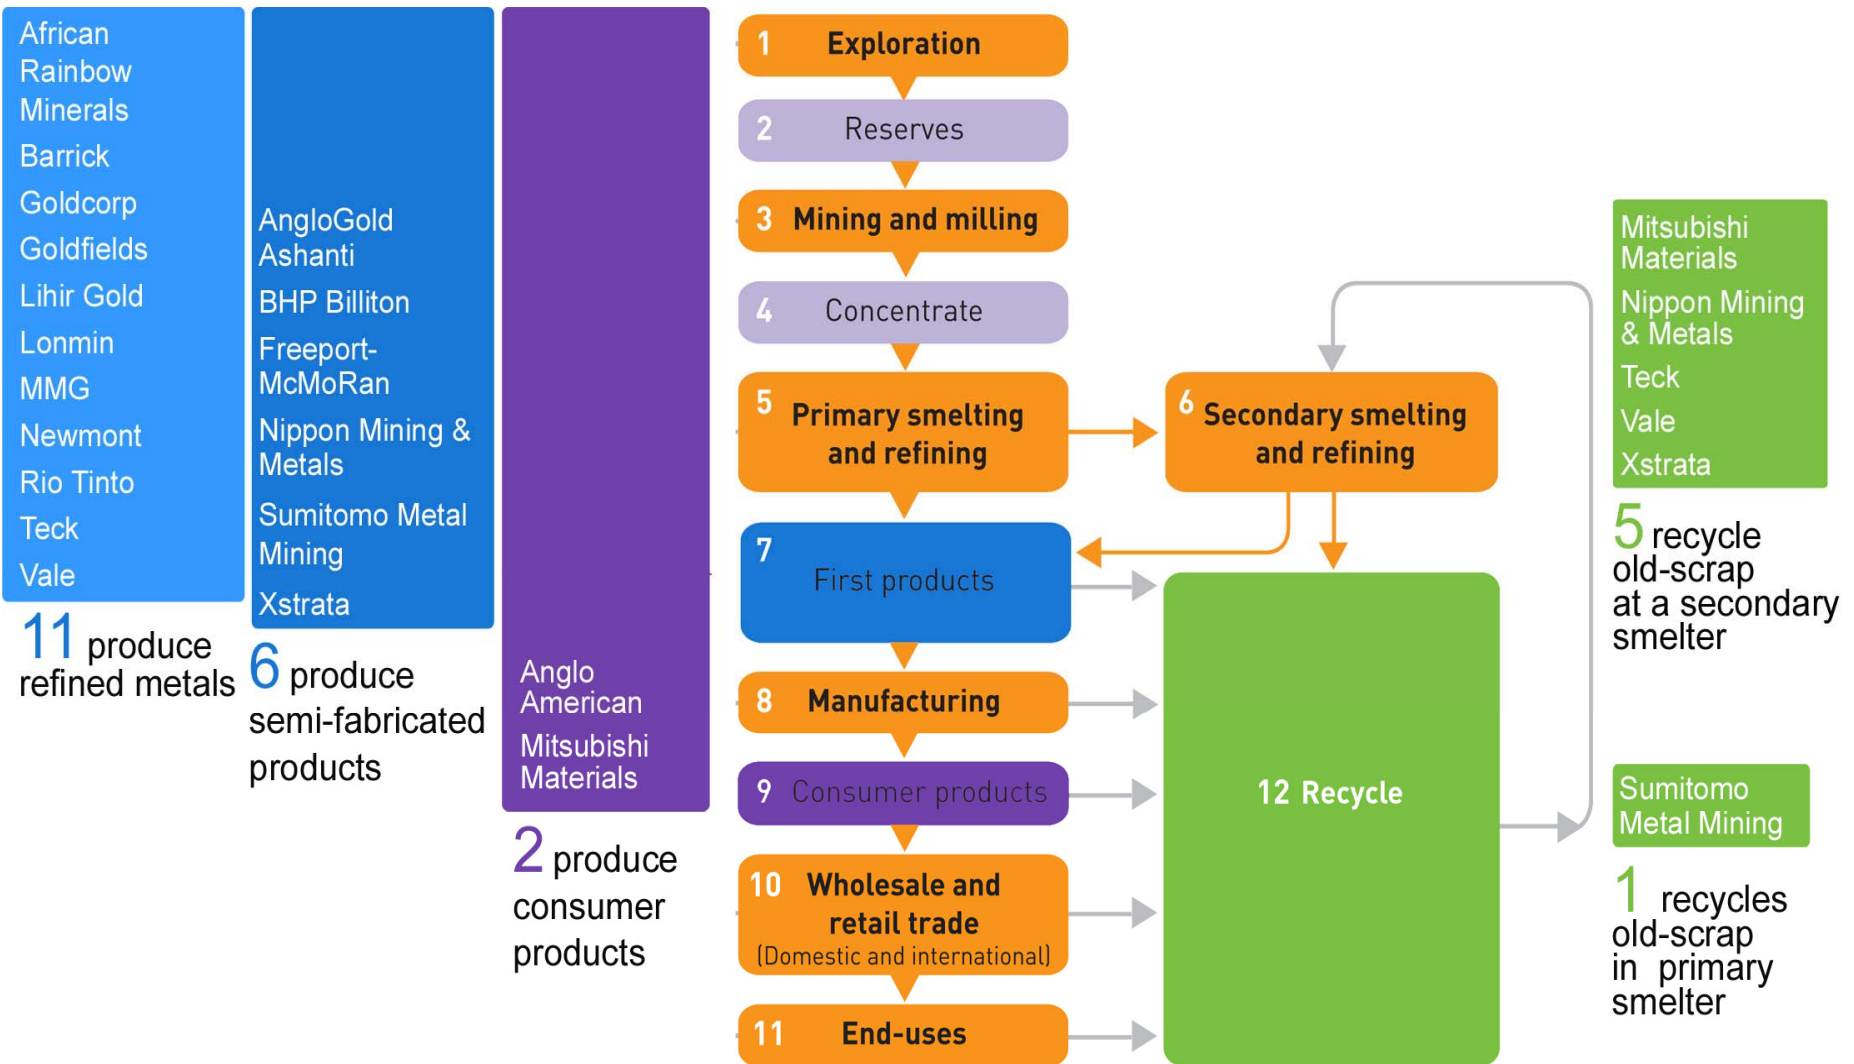 African
Rainbow
Minerals
Barrick
Goldcorp
Goldfields
Lihir Gold
Lonmin
MMG
Newmont
Rio Tinto
Teck
Vale
11 produce
refined metals
AngloGold
Ashanti
BHP Billiton
Freeport-
McMoRan
Nippon Mining &
Metals
Sumitomo Metal
Mining
Xstrata
6 produce
semi-fabricated
products
Anglo
American
Mitsubishi
Materials
2 produce
consumer
products
1 Exploration
2 Reserves
3 Mining and milling
4 Concentrate
5 Primary smelting
and refining
6 Secondary smelting
and refining
7
First products
8 Manufacturing
9 Consumer products
10 Wholesale and
retail trade
(Domestic and international)
11 End-uses
12 Recycle
Mitsubishi
Materials
Nippon Mining
& Metals
Teck
Vale
Xstrata
5 recycle
old-scrap
at a secondary
smelter
Sumitomo
Metal Mining
1 recycles
old-scrap
in primary
smelter